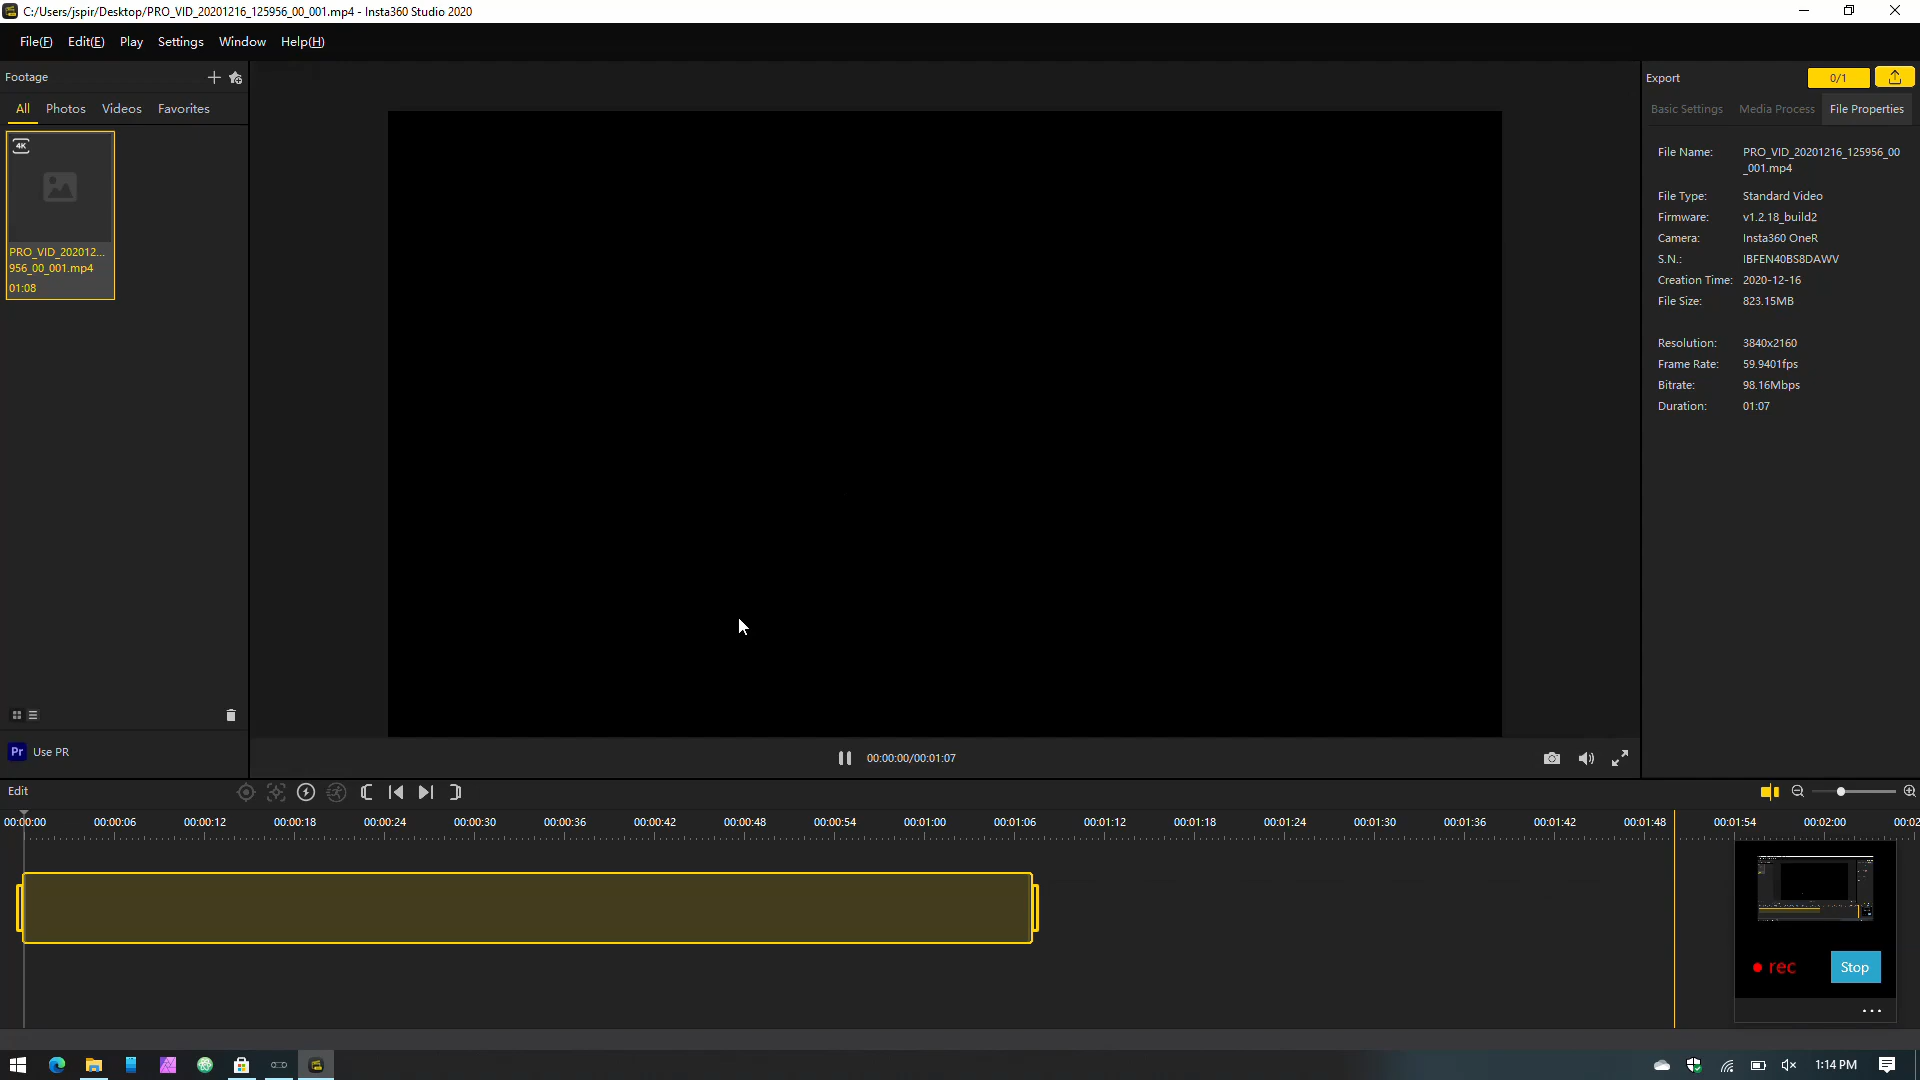 C:/Users/jspir/Desktop/PRO_VID_20201216_125956_00_001.mp4 - Insta360 Studio 2020
File(F) Edit(E) Play Settings Window Help(H)
Footage
All Photos Videos Favorites
4K
PRO_VID_202012...
956_00_001.mp4
01:08
Pr Use PR
00:00:00/00:01:07
Export 0/1
Basic Settings Media Process File Properties
File Name: PRO_VID_20201216_125956_00
_001.mp4
File Type: Standard Video
Firmware: v1.2.18_build2
Camera: Insta360 OneR
S.N.: IBFEN40BS8DAWV
Creation Time: 2020-12-16
File Size: 823.15MB
Resolution: 3840x2160
Frame Rate: 59.9401fps
Bitrate: 98.16Mbps
Duration: 01:07
Edit
00:00:00 00:00:06 00:00:12 00:00:18 00:00:24 00:00:30 00:00:36 00:00:42 00:00:48 00:00:54 00:01:00 00:01:06 00:01:12 00:01:18 00:01:24 00:01:30 00:01:36 00:01:42 00:01:48 00:01:54 00:02:00 00:02
rec Stop
1:14 PM